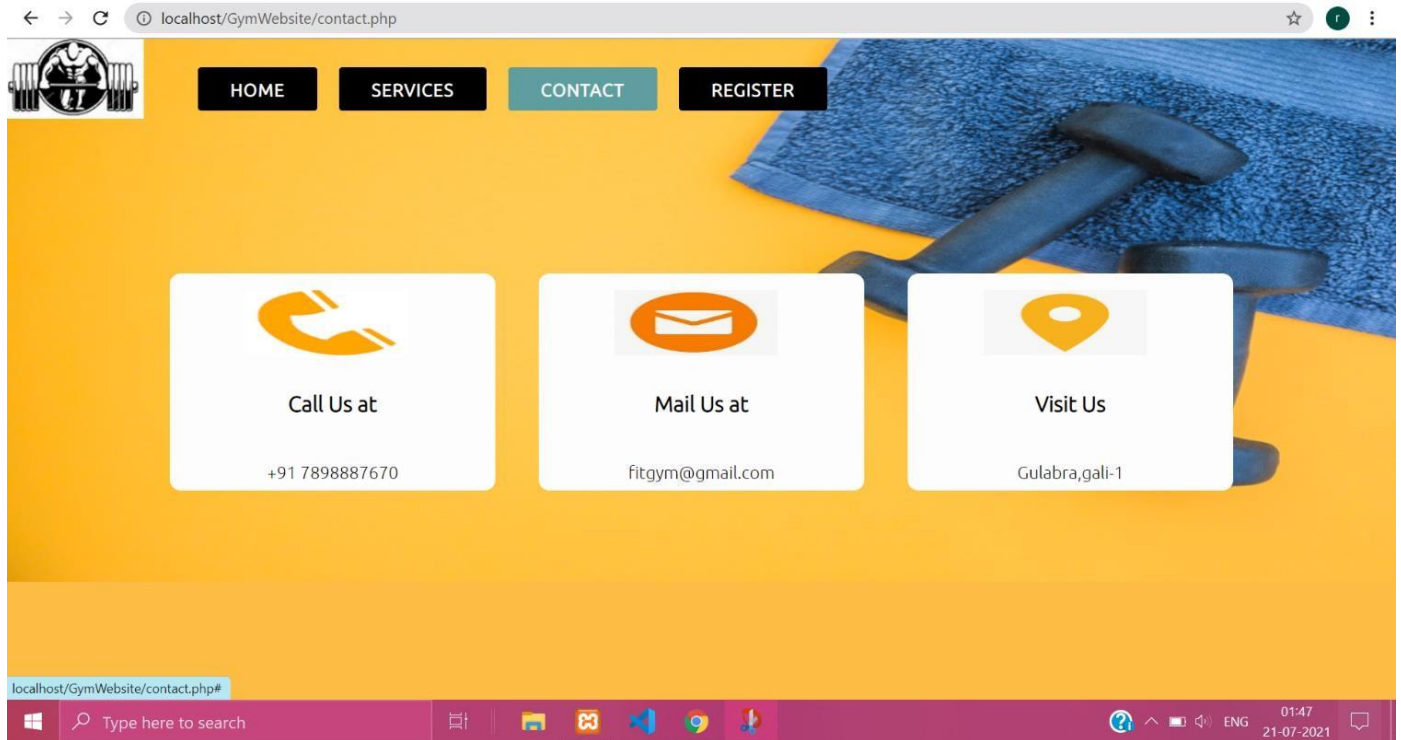 localhost/GymWebsite/contact.php
r
HOME SERVICES CONTACT REGISTER
Call Us at
+91 7898887670
Mail Us at
fitgym@gmail.com
Visit Us
Gulabra,gali-1
localhost/GymWebsite/contact.php#
Type here to search
ENG
01:47
21-07-2021